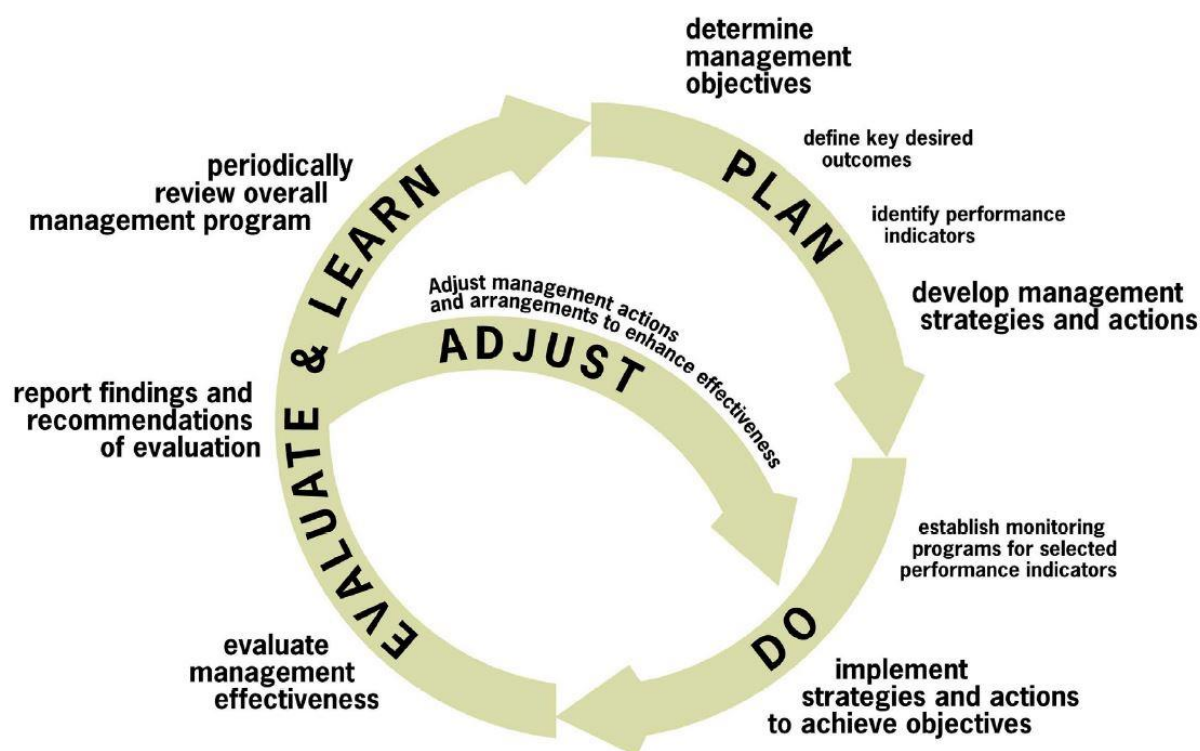 determine
management
objectives
define key desired
outcomes
PLAN
identify performance
indicators
develop management
strategies and actions
establish monitoring
programs for selected
performance indicators
DO
implement
strategies and actions
to achieve objectives
evaluate
management
effectiveness
EVALUATE & LEARN
report findings and
recommendations
of evaluation
periodically
review overall
management program
Adjust management actions
and arrangements to enhance effectiveness
ADJUST